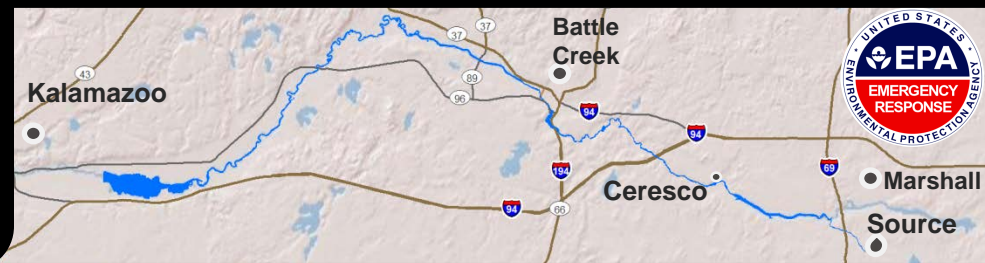 Kalamazoo
43
37
37
Battle
Creek
89
96
94
94
194
66
94
Ceresco
69
Marshall
Source
UNITED STATES
EPA
EMERGENCY
RESPONSE
ENVIRONMENTAL PROTECTION AGENCY